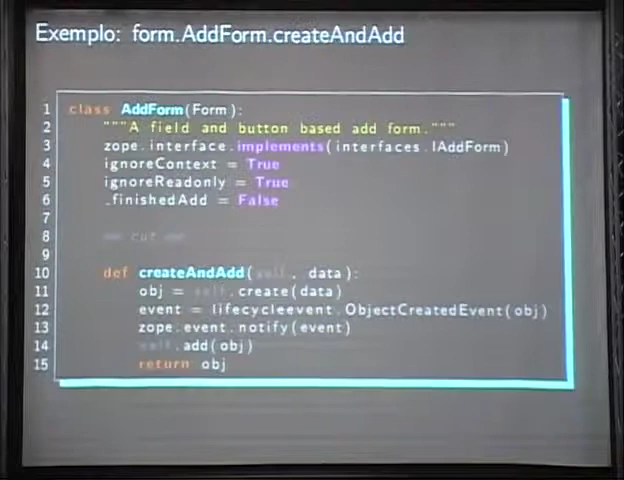 Exemplo: form.AddForm.createAndAdd
1 class AddForm(Form):
2 """A field and button based add form."""
3 zope.interface.implements(interfaces.IAddForm)
4 ignoreContext = True
5 ignoreReadonly = True
6 _finishedAdd = False
7
8 == cut ==
9
10 def createAndAdd(self, data):
11 obj = self.create(data)
12 event = lifecycleevent.ObjectCreatedEvent(obj)
13 zope.event.notify(event)
14 self.add(obj)
15 return obj